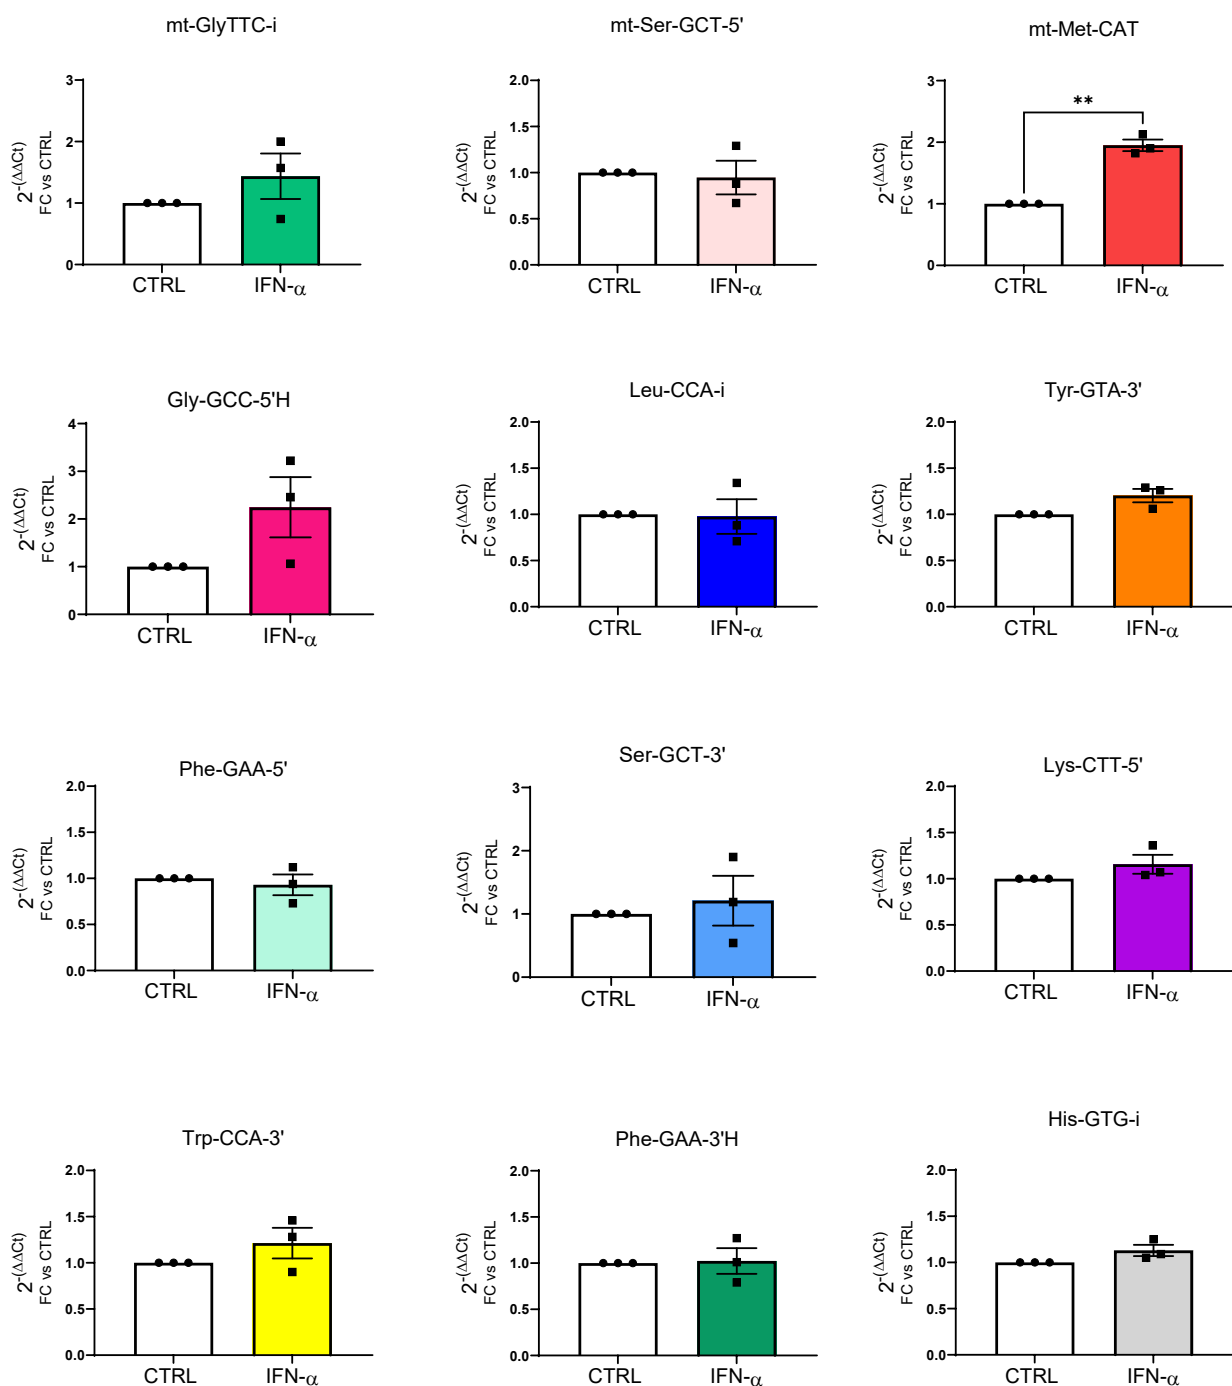 mt-GlyTTC-i
3
2
1
0
2-(ΔΔCt)
FC vs CTRL
CTRL
IFN-α
mt-Ser-GCT-5'
2.0
1.5
1.0
0.5
0.0
2-(ΔΔCt)
FC vs CTRL
CTRL
IFN-α
mt-Met-CAT
3
2
1
0
2-(ΔΔCt)
FC vs CTRL
**
CTRL
IFN-α
Gly-GCC-5'H
4
3
2
1
0
2-(ΔΔCt)
FC vs CTRL
CTRL
IFN-α
Leu-CCA-i
2.0
1.5
1.0
0.5
0.0
2-(ΔΔCt)
FC vs CTRL
CTRL
IFN-α
Tyr-GTA-3'
2.0
1.5
1.0
0.5
0.0
2-(ΔΔCt)
FC vs CTRL
CTRL
IFN-α
Phe-GAA-5'
2.0
1.5
1.0
0.5
0.0
2-(ΔΔCt)
FC vs CTRL
CTRL
IFN-α
Ser-GCT-3'
3
2
1
0
2-(ΔΔCt)
FC vs CTRL
CTRL
IFN-α
Lys-CTT-5'
2.0
1.5
1.0
0.5
0.0
2-(ΔΔCt)
FC vs CTRL
CTRL
IFN-α
Trp-CCA-3'
2.0
1.5
1.0
0.5
0.0
2-(ΔΔCt)
FC vs CTRL
CTRL
IFN-α
Phe-GAA-3'H
2.0
1.5
1.0
0.5
0.0
2-(ΔΔCt)
FC vs CTRL
CTRL
IFN-α
His-GTG-i
2.0
1.5
1.0
0.5
0.0
2-(ΔΔCt)
FC vs CTRL
CTRL
IFN-α